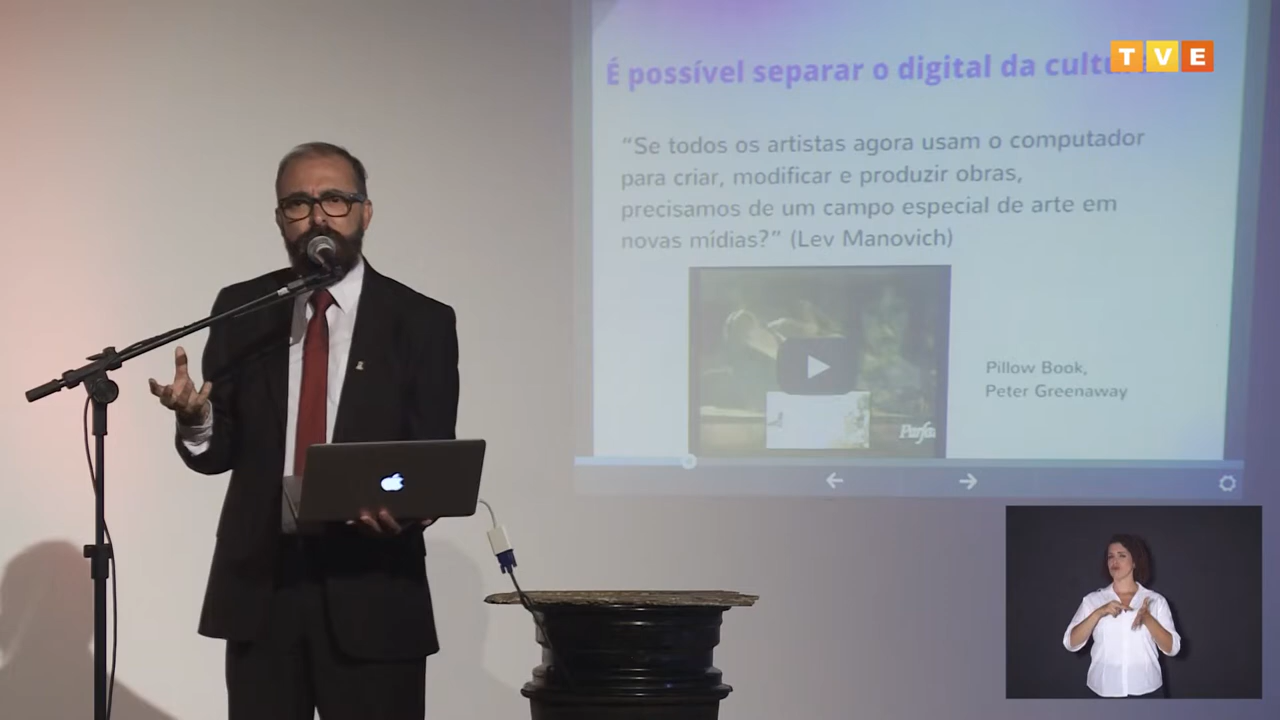 TVE
É possível separar o digital da
“Se todos os artistas agora usam o computador
para criar, modificar e produzir obras,
precisamos de um campo especial de arte em
novas mídias?” (Lev Manovich)
Pillow Book,
Peter Greenaway